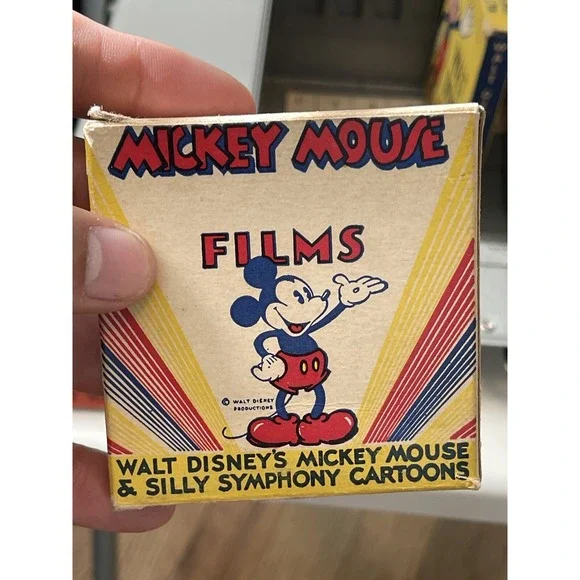 MICKEY MOUSE
FILMS
© WALT DISNEY
PRODUCTIONS
WALT DISNEY'S MICKEY MOUSE
& SILLY SYMPHONY CARTOONS